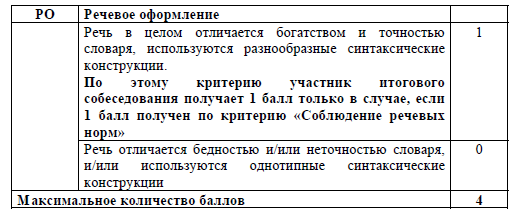 РО Речевое оформление
Речь в целом отличается богатством и точностью 1
словаря, используются разнообразные синтаксические
конструкции.
По этому критерию участник итогового
собеседования получает 1 балл только в случае, если
1 балл получен по критерию «Соблюдение речевых
норм»
Речь отличается бедностью и/или неточностью словаря, 0
и/или используются однотипные синтаксические
конструкции
Максимальное количество баллов 4